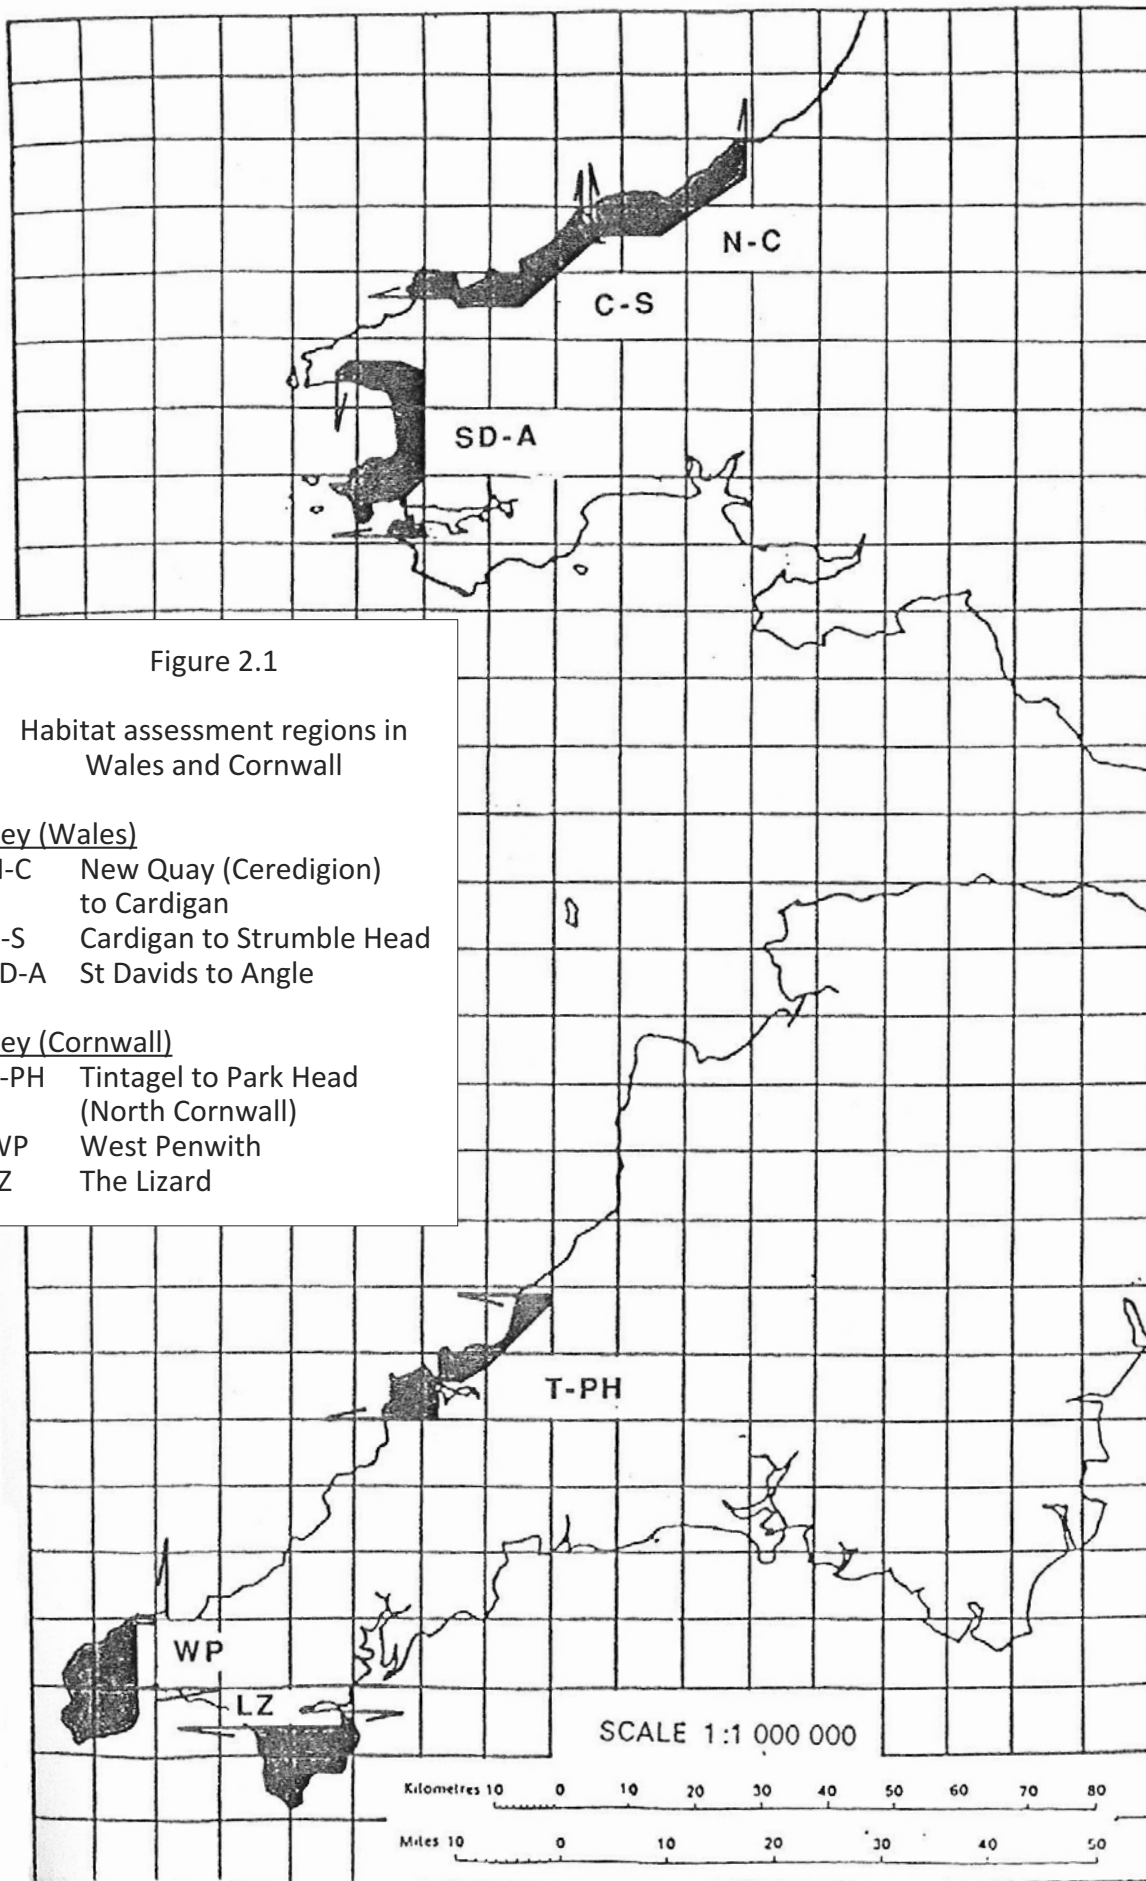 N-C
C-S
SD-A
Figure 2.1
Habitat assessment regions in
Wales and Cornwall
ey (Wales)
-C New Quay (Ceredigion)
to Cardigan
-S Cardigan to Strumble Head
D-A St Davids to Angle
ey (Cornwall)
-PH Tintagel to Park Head
(North Cornwall)
WP West Penwith
Z The Lizard
T-PH
WP
LZ
SCALE 1:1 000 000
Kilometres 10 0 10 20 30 40 50 60 70 80
Miles 10 0 10 20 30 40 50